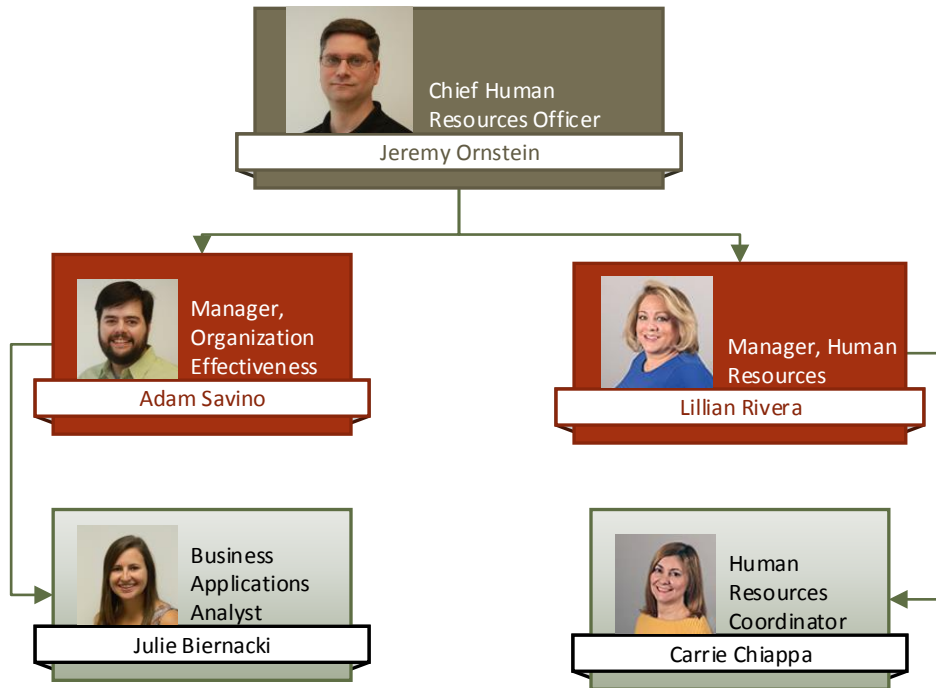 Chief Human
Resources Officer
Jeremy Ornstein
Manager,
Organization
Effectiveness
Adam Savino
Manager, Human
Resources
Lillian Rivera
Business
Applications
Analyst
Julie Biernacki
Human
Resources
Coordinator
Carrie Chiappa